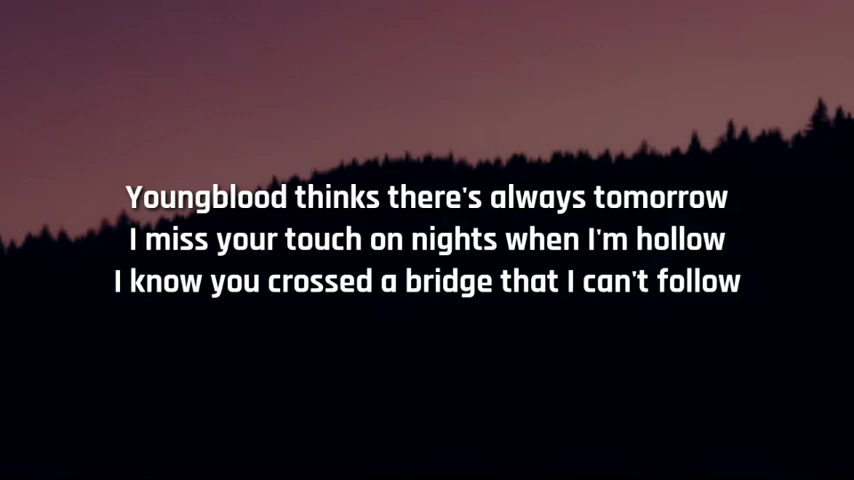 Youngblood thinks there's always tomorrow
I miss your touch on nights when I'm hollow
I know you crossed a bridge that I can't follow